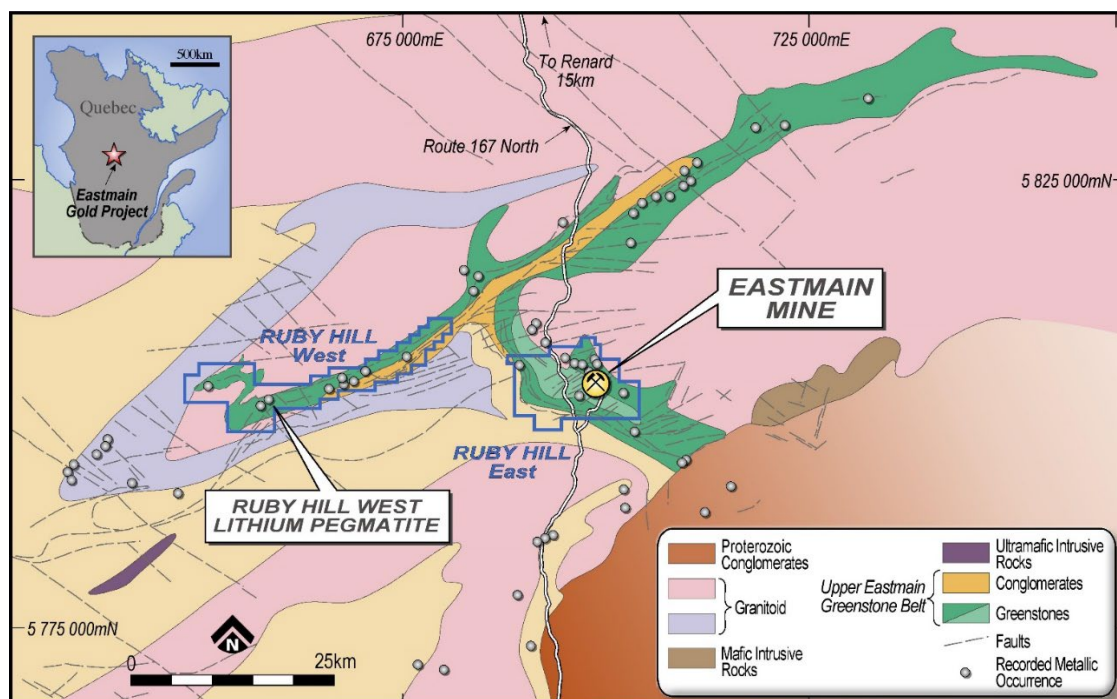 500km
Quebec
Eastmain
Gold Project
675 000mE
725 000mE
To Renard
15km
Route 167 North
5 825 000mN
EASTMAIN
MINE
RUBY HILL
West
RUBY HILL
East
RUBY HILL WEST
LITHIUM PEGMATITE
5 775 000mN
N
0
25km
Proterozoic
Conglomerates
Granitoid
Mafic Intrusive
Rocks
Ultramafic Intrusive
Rocks
Upper Eastmain
Greenstone Belt
Conglomerates
Greenstones
Faults
Recorded Metallic
Occurrence